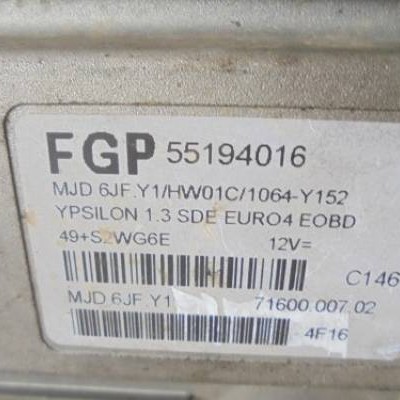 FGP 55194016
MJD 6JF.Y1/HW01C/1064-Y152
YPSILON 1.3 SDE EURO4 EOBD
49+S2WG6E 12V=
C146
MJD 6JF.Y1 71600.007.02
4F16